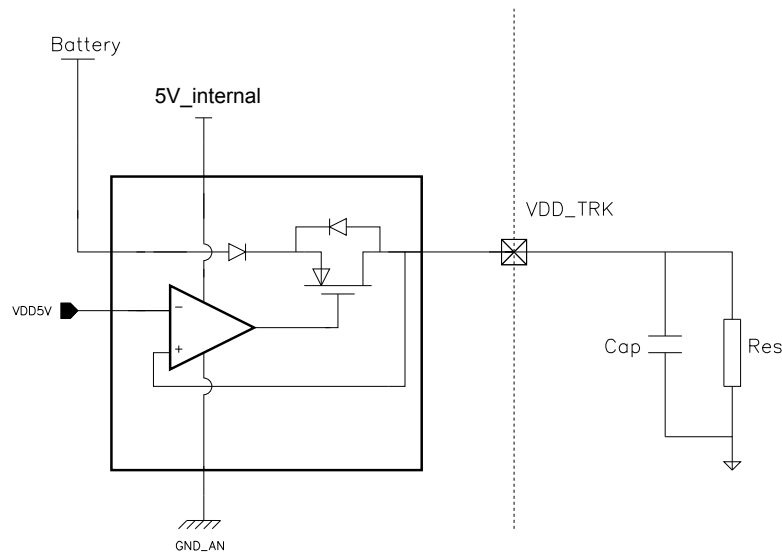 Battery
5V_internal
VDD_TRK
VDD5V
−
+
Cap
Res
GND_AN